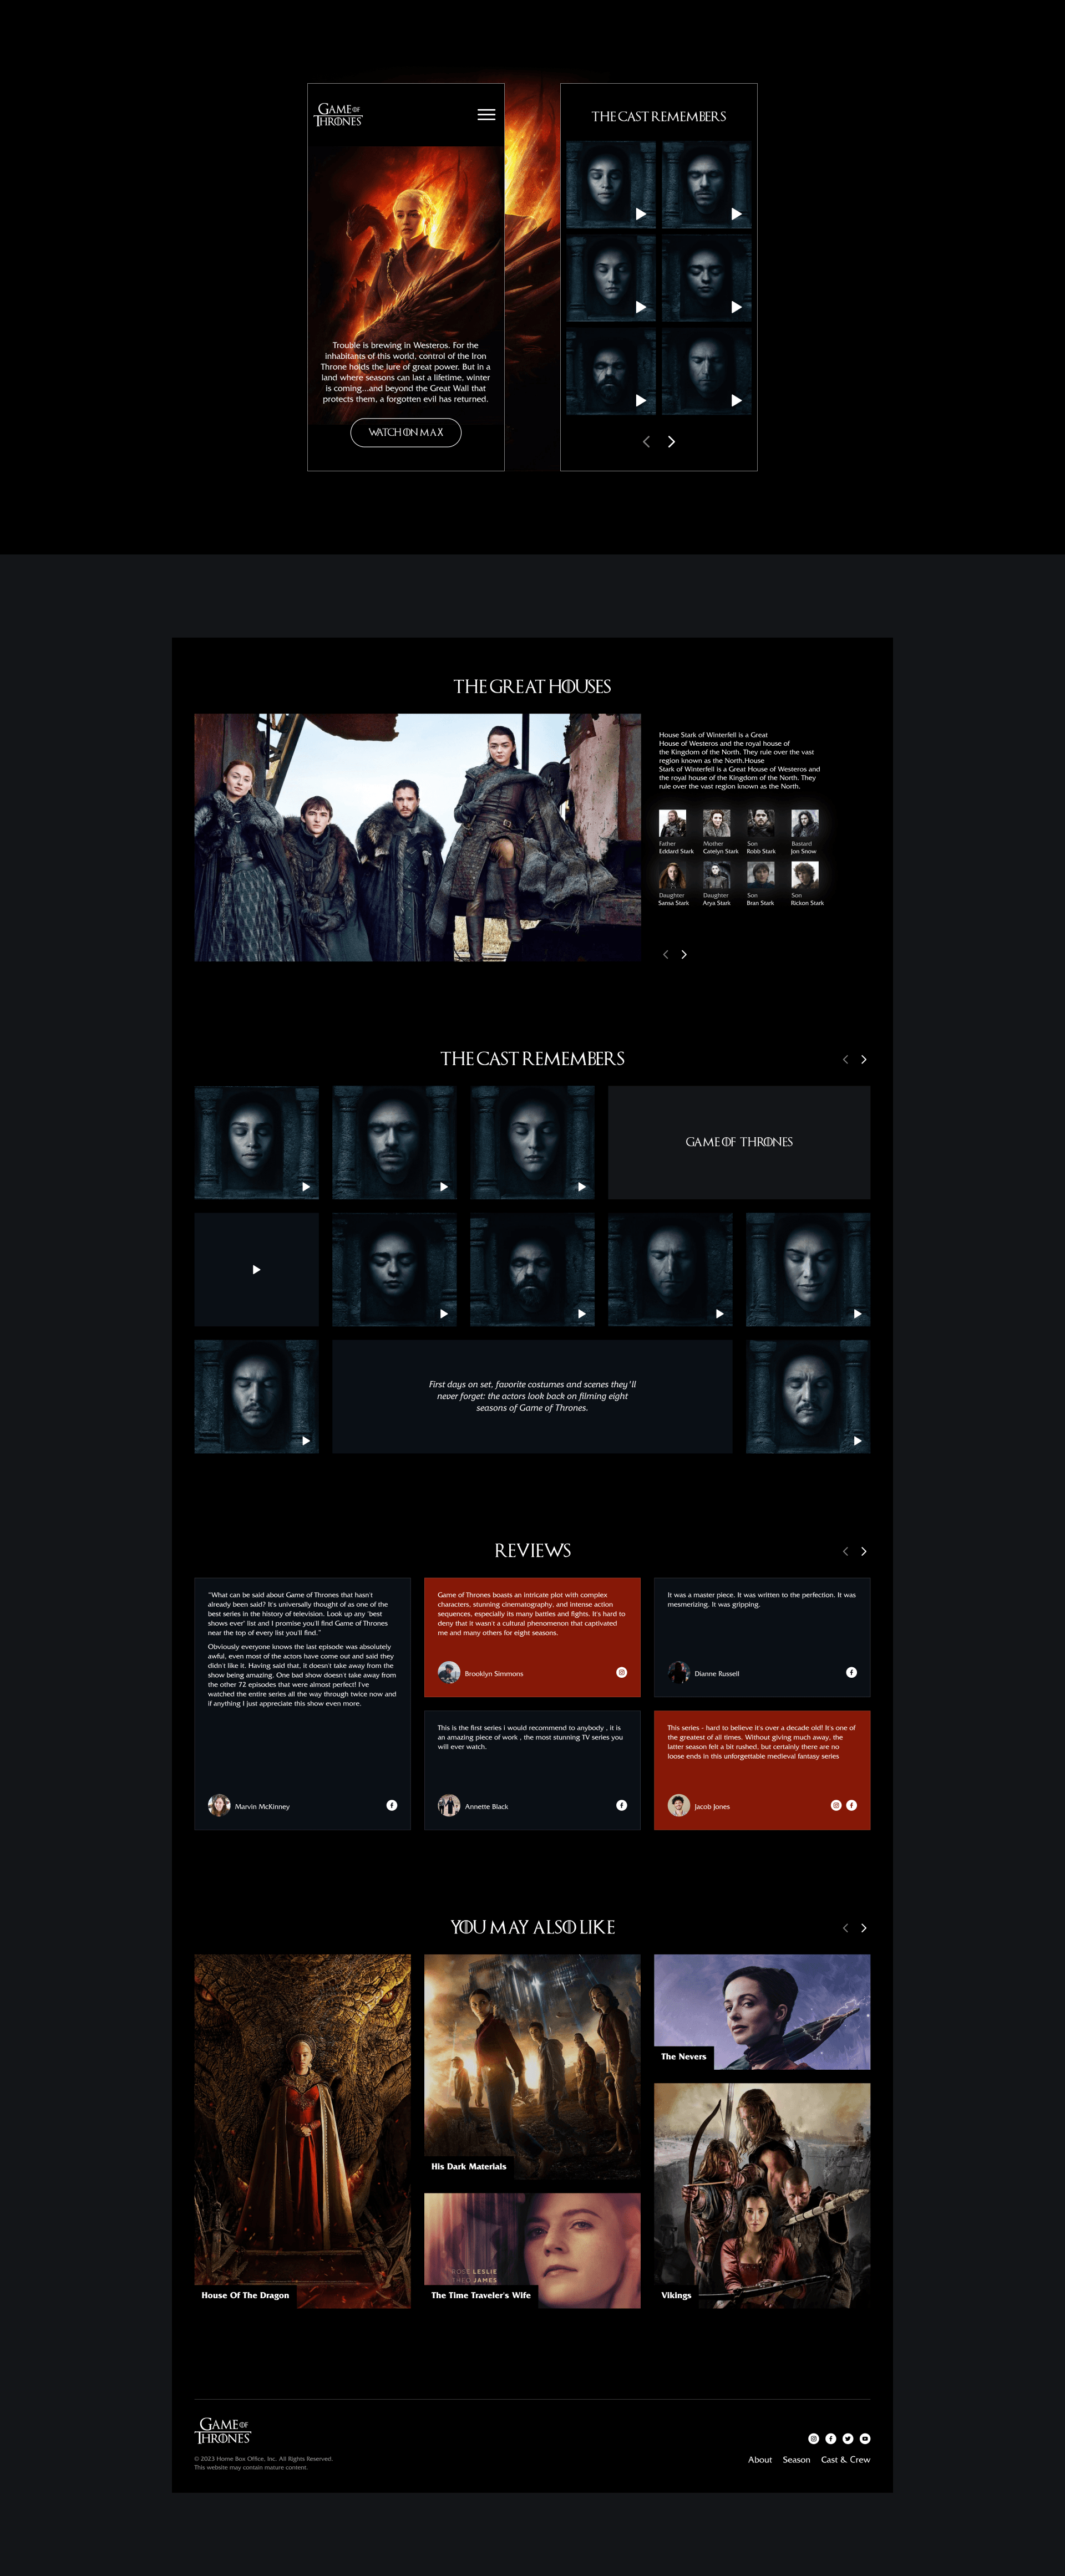 GAME OF
THRONES
Trouble is brewing in Westeros. For the
inhabitants of this world, control of the Iron
Throne holds the lure of great power. But in a
land where seasons can last a lifetime, winter
is coming...and beyond the Great Wall that
protects them, a forgotten evil has returned.
WATCH ON MAX
THE CAST REMEMBERS
THE GREAT HOUSES
House Stark of Winterfell is a Great
House of Westeros and the royal house of
the Kingdom of the North. They rule over the vast
region known as the North.House
Stark of Winterfell is a Great House of Westeros and
the royal house of the Kingdom of the North. They
rule over the vast region known as the North.
Father
Eddard Stark
Mother
Catelyn Stark
Son
Robb Stark
Bastard
Jon Snow
Daughter
Sansa Stark
Daughter
Arya Stark
Son
Bran Stark
Son
Rickon Stark
THE CAST REMEMBERS
GAME OF THRONES
First days on set, favorite costumes and scenes they'll
never forget: the actors look back on filming eight
seasons of Game of Thrones.
REVIEWS
"What can be said about Game of Thrones that hasn't
already been said? It's universally thought of as one of the
best series in the history of television. Look up any 'best
shows ever' list and I promise you'll find Game of Thrones
near the top of every list you'll find."
Obviously everyone knows the last episode was absolutely
awful, even most of the actors have come out and said they
didn't like it. Having said that, it doesn't take away from the
show being amazing. One bad show doesn't take away from
the other 72 episodes that were almost perfect! I've
watched the entire series all the way through twice now and
if anything I just appreciate this show even more.
Marvin McKinney
Game of Thrones boasts an intricate plot with complex
characters, stunning cinematography, and intense action
sequences, especially its many battles and fights. It's hard to
deny that it wasn't a cultural phenomenon that captivated
me and many others for eight seasons.
Brooklyn Simmons
It was a master piece. It was written to the perfection. It was
mesmerizing. It was gripping.
Dianne Russell
This is the first series i would recommend to anybody , it is
an amazing piece of work , the most stunning TV series you
will ever watch.
Annette Black
This series - hard to believe it's over a decade old! It's one of
the greatest of all times. Without giving much away, the
latter season felt a bit rushed, but certainly there are no
loose ends in this unforgettable medieval fantasy series
Jacob Jones
YOU MAY ALSO LIKE
House Of The Dragon
His Dark Materials
ROSE LESLIE
THEO JAMES
The Time Traveler's Wife
The Nevers
Vikings
GAME OF
THRONES
© 2023 Home Box Office, Inc. All Rights Reserved.
This website may contain mature content.
About Season Cast & Crew